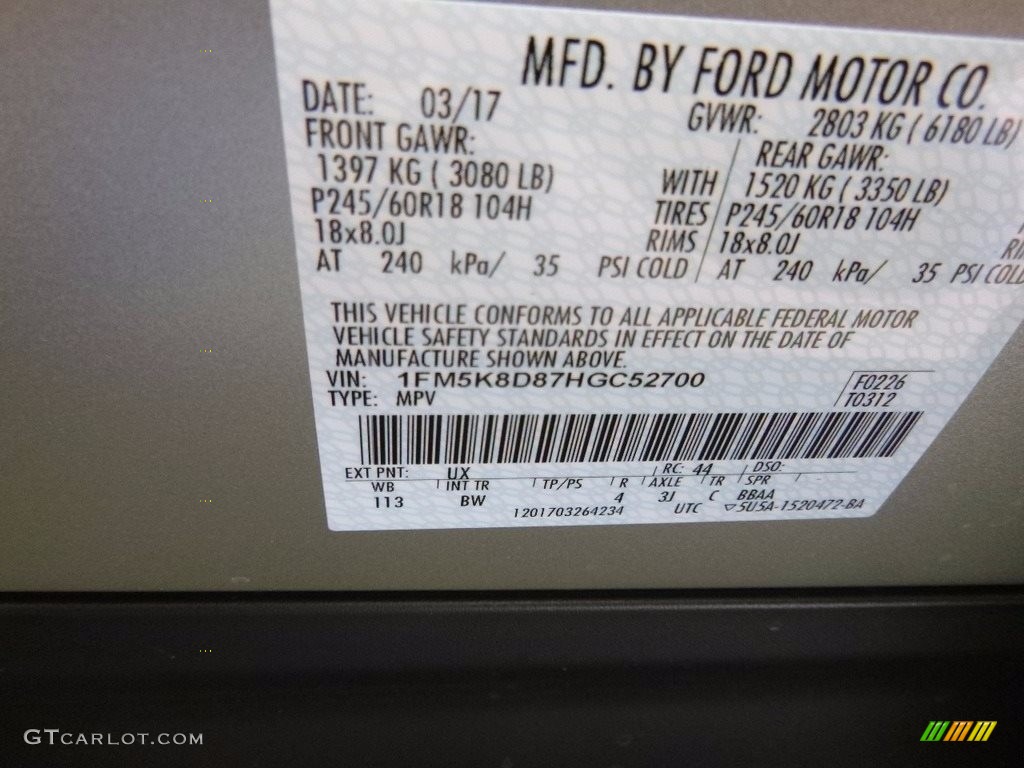 MFD. BY FORD MOTOR CO.
DATE: 03/17 GVWR: 2803 KG ( 6180 LB)
FRONT GAWR: REAR GAWR:
1397 KG ( 3080 LB) WITH 1520 KG ( 3350 LB)
P245/60R18 104H TIRES P245/60R18 104H
18x8.0J RIMS 18x8.0J
AT 240 kPa/ 35 PSI COLD AT 240 kPa/ 35 PSI COLD
THIS VEHICLE CONFORMS TO ALL APPLICABLE FEDERAL MOTOR
VEHICLE SAFETY STANDARDS IN EFFECT ON THE DATE OF
MANUFACTURE SHOWN ABOVE.
VIN: 1FM5K8D87HGC52700 F0226
TYPE: MPV T0312
EXT PNT: UX RC: 44 DSO:
WB INT TR TP/PS R AXLE TR SPR
113 BW 4 3J C BBAA
1201703264234 UTC ▽5U5A-1520472-BA
GTCARLOT.COM